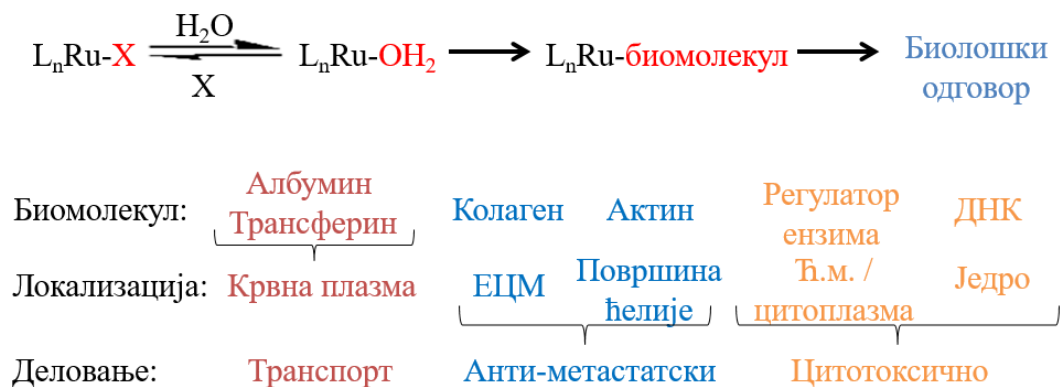 H₂O
LₙRu-X LₙRu-OH₂ LₙRu-биомолекул Биолошки
X одговор
Албумин Регулатор
Биомолекул: Трансферин Колаген Актин ензима ДНК
Локализација: Крвна плазма ЕЦМ Површина ћелије Ћ.м. / цитоплазма Једро
Деловање: Транспорт Анти-метастатски Цитотоксично